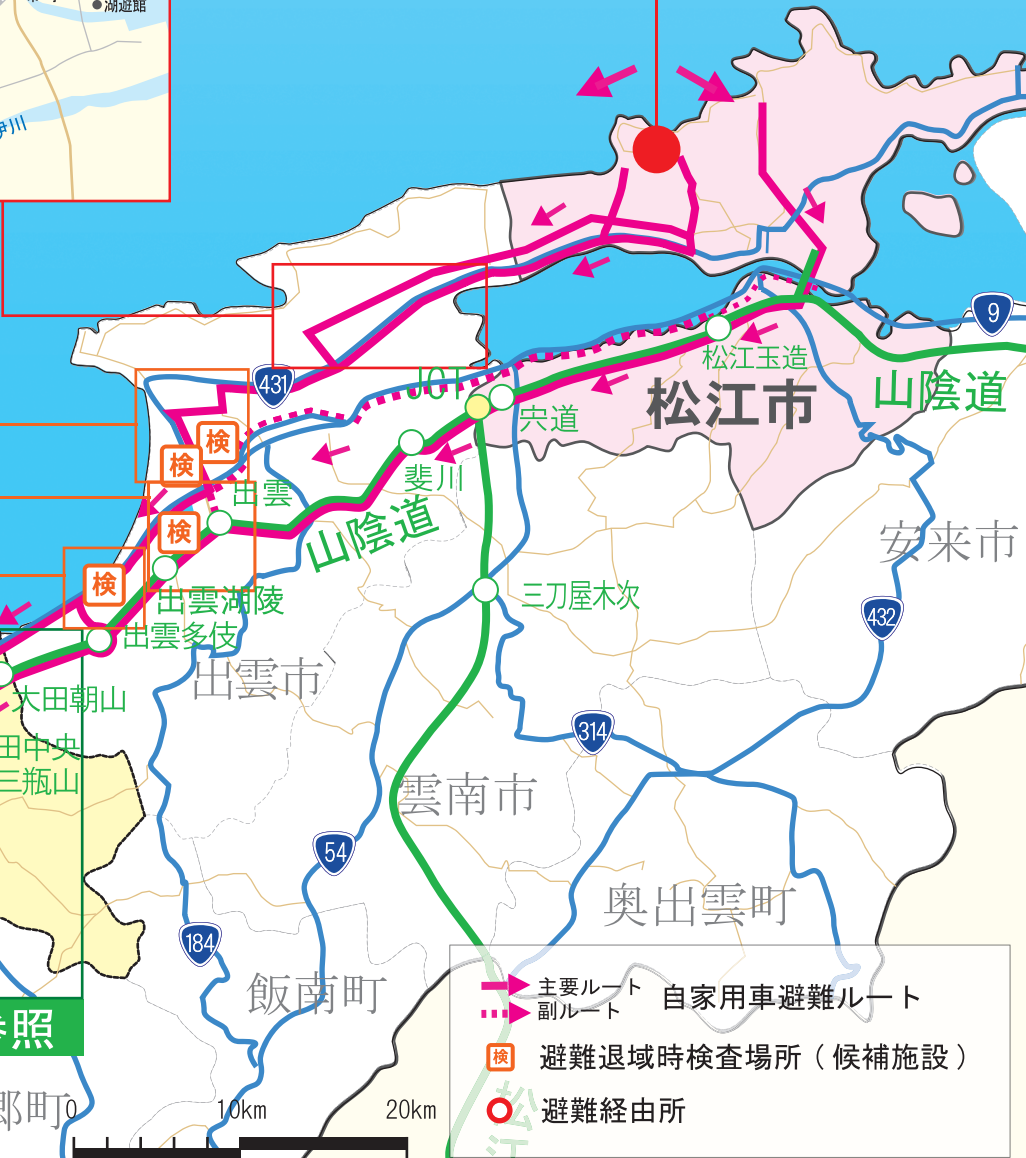 湖遊館
伊川
9
松江玉造
431
JCT
松江市
山陰道
宍道
検
検
斐川
出雲
山陰道
検
安来市
検
出雲湖陵
三刀屋木次
432
出雲多伎
出雲市
大田朝山
314
田中央
三瓶山
雲南市
54
奥出雲町
184
飯南町
主要ルート
副ルート
自家用車避難ルート
参照
検
避難退域時検査場所(候補施設)
避難経由所
郷町
0
10km
20km
松江